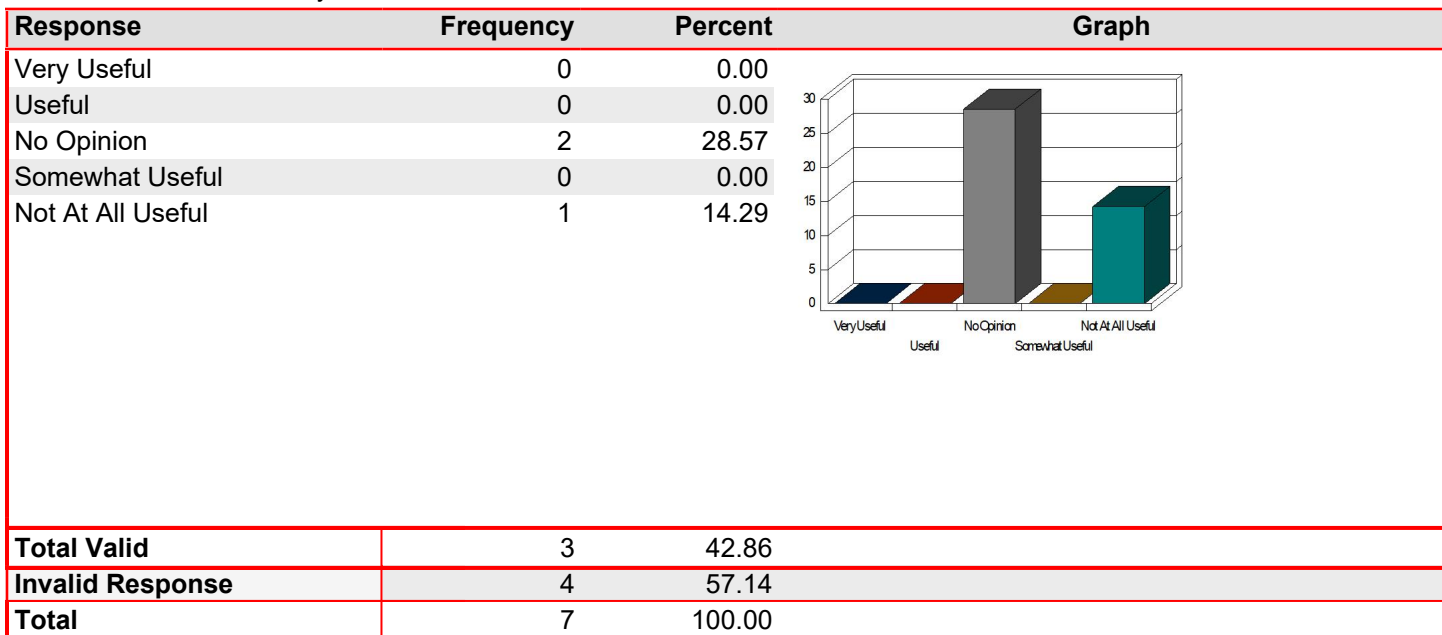 Response Frequency Percent Graph
Very Useful 0 0.00
Useful 0 0.00
No Opinion 2 28.57
Somewhat Useful 0 0.00
Not At All Useful 1 14.29
30
25
20
15
10
5
0
Very Useful No Opinion Not At All Useful
Useful Somewhat Useful
Total Valid 3 42.86
Invalid Response 4 57.14
Total 7 100.00